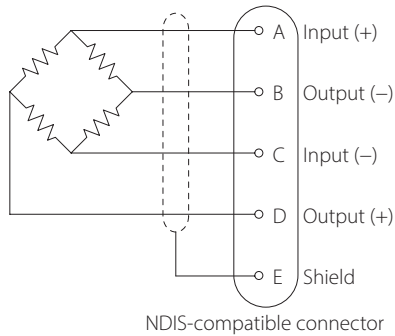 A Input (+)
B Output (−)
C Input (−)
D Output (+)
E Shield
NDIS-compatible connector